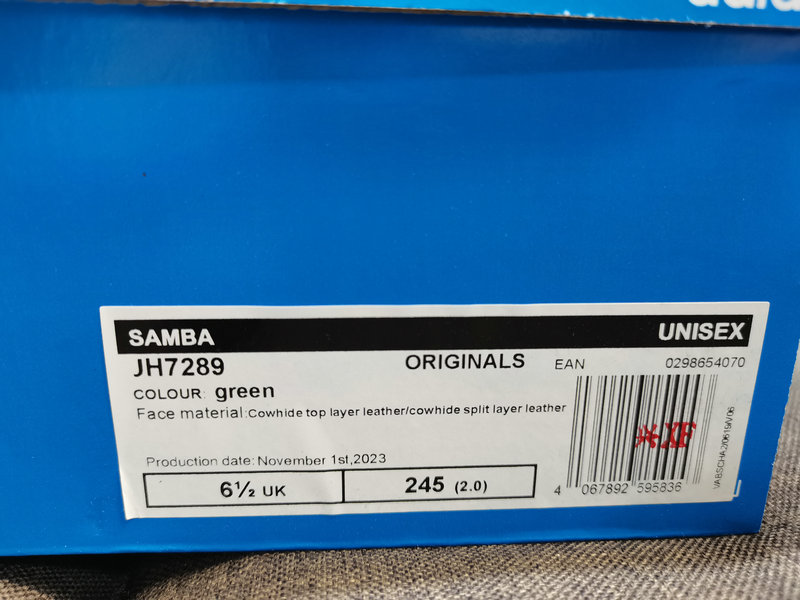 SAMBA UNISEX
JH7289 ORIGINALS EAN 0298654070
COLOUR: green
Face material:Cowhide top layer leather/cowhide split layer leather
XF
Production date: November 1st,2023
6½ UK 245 (2.0)
4 067892 595836